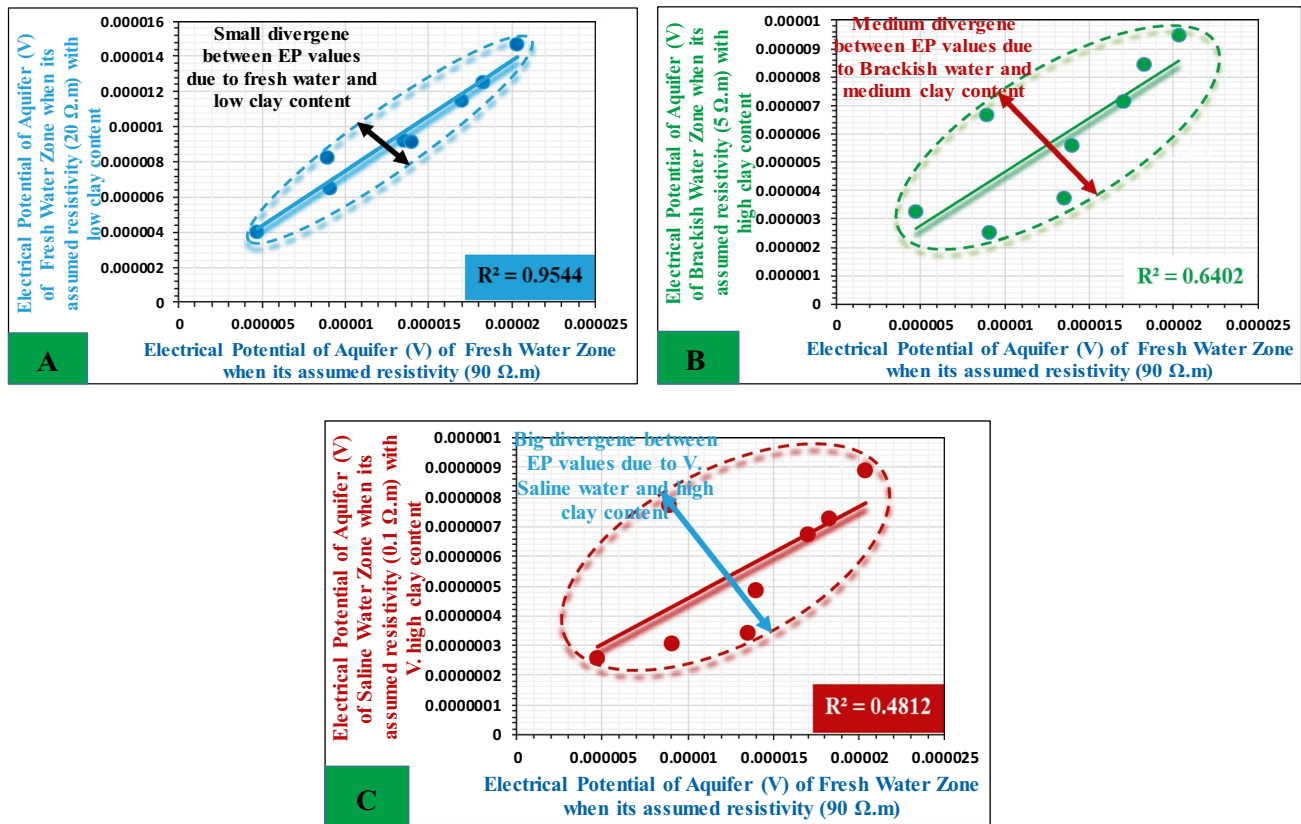 Electrical Potential of Aquifer (V)
of Fresh Water Zone when its
assumed resistivity (20 Ω.m) with
low clay content
0.000016
0.000014
0.000012
0.00001
0.000008
0.000006
0.000004
0.000002
0
Small divergene
between EP values
due to fresh water and
low clay content
R² = 0.9544
0 0.000005 0.00001 0.000015 0.00002 0.000025
Electrical Potential of Aquifer (V) of Fresh Water Zone
when its assumed resistivity (90 Ω.m)
A
Electrical Potential of Aquifer (V)
of Brackish Water Zone when its
assumed resistivity (5 Ω.m) with
high clay content
0.00001
0.000009
0.000008
0.000007
0.000006
0.000005
0.000004
0.000003
0.000002
0.000001
0
Medium divergene
between EP values due
to Brackish water and
medium clay content
R² = 0.6402
0 0.000005 0.00001 0.000015 0.00002 0.000025
Electrical Potential of Aquifer (V) of Fresh Water Zone
when its assumed resistivity (90 Ω.m)
B
Electrical Potential of Aquifer (V)
of Saline Water Zone when its
assumed resistivity (0.1 Ω.m) with
V. high clay content
0.000001
0.0000009
0.0000008
0.0000007
0.0000006
0.0000005
0.0000004
0.0000003
0.0000002
0.0000001
0
Big divergene between
EP values due to V.
Saline water and high
clay content
R² = 0.4812
0 0.000005 0.00001 0.000015 0.00002 0.000025
Electrical Potential of Aquifer (V) of Fresh Water Zone
when its assumed resistivity (90 Ω.m)
C